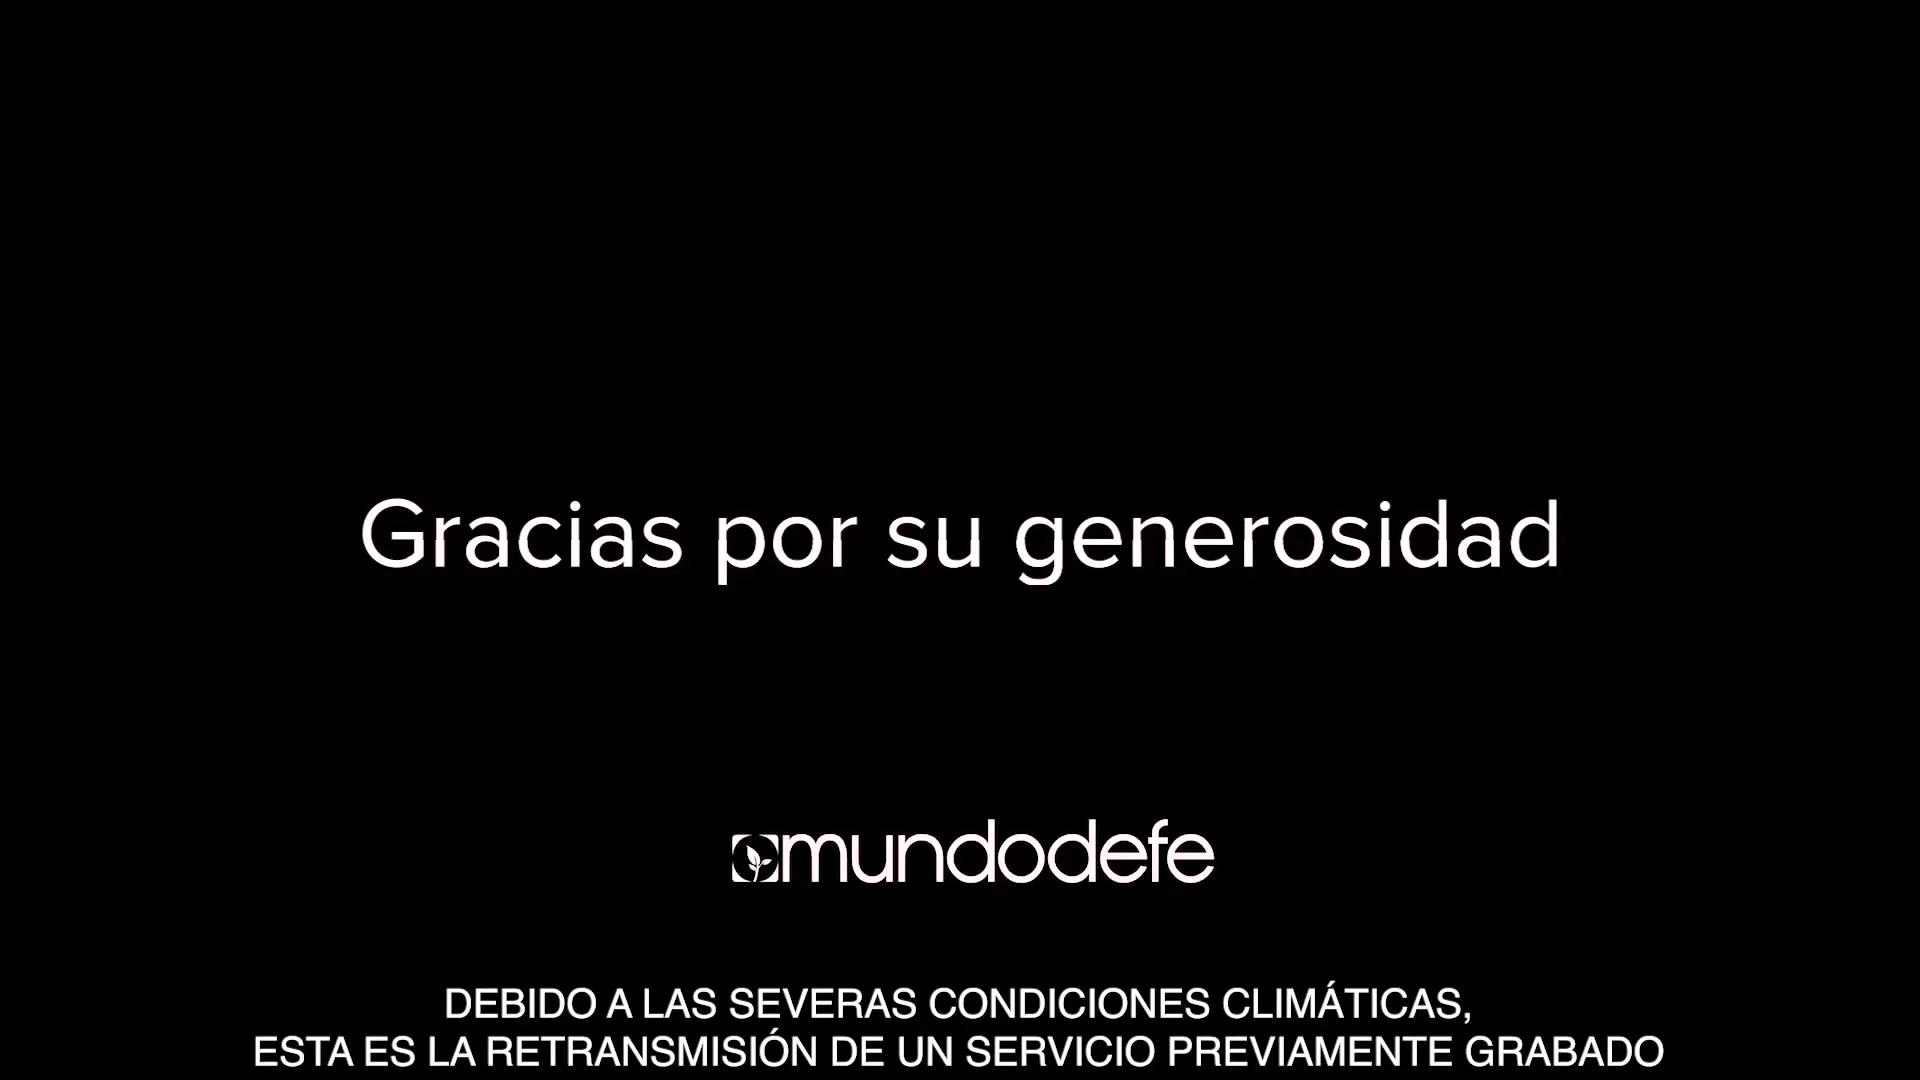 Gracias por su generosidad
mundodefe
DEBIDO A LAS SEVERAS CONDICIONES CLIMÁTICAS,
ESTA ES LA RETRANSMISIÓN DE UN SERVICIO PREVIAMENTE GRABADO